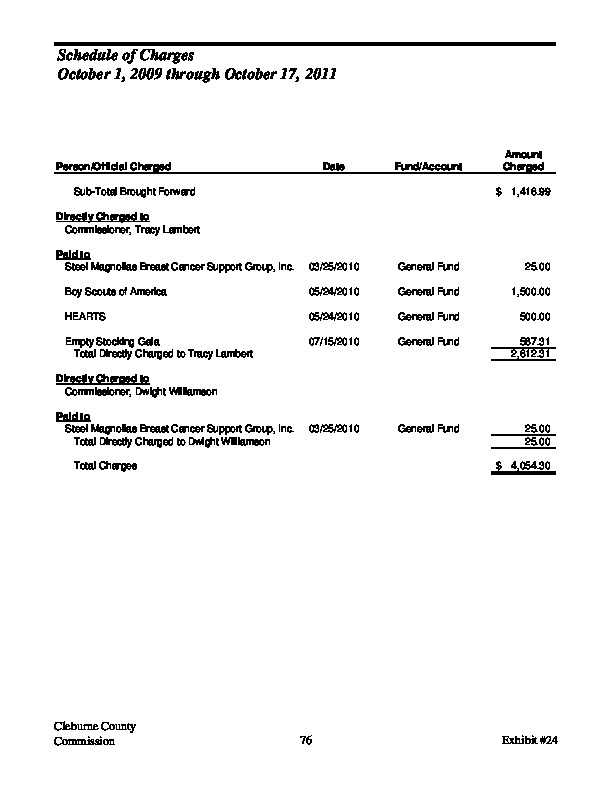 Schedule of Charges
October 1, 2009 through October 17, 2011
Person/Official Charged Date Fund/Account Amount Charged
Sub-Total Brought Forward $ 1,416.99
Directly Charged to
Commissioner, Tracy Lambert
Paid to
Steel Magnolias Breast Cancer Support Group, Inc. 03/25/2010 General Fund 25.00
Boy Scouts of America 05/24/2010 General Fund 1,500.00
HEARTS 05/24/2010 General Fund 500.00
Empty Stocking Gala 07/15/2010 General Fund 587.31
Total Directly Charged to Tracy Lambert 2,612.31
Directly Charged to
Commissioner, Dwight Williamson
Paid to
Steel Magnolias Breast Cancer Support Group, Inc. 03/25/2010 General Fund 25.00
Total Directly Charged to Dwight Williamson 25.00
Total Charges $ 4,054.30
Cleburne County
Commission 76 Exhibit #24